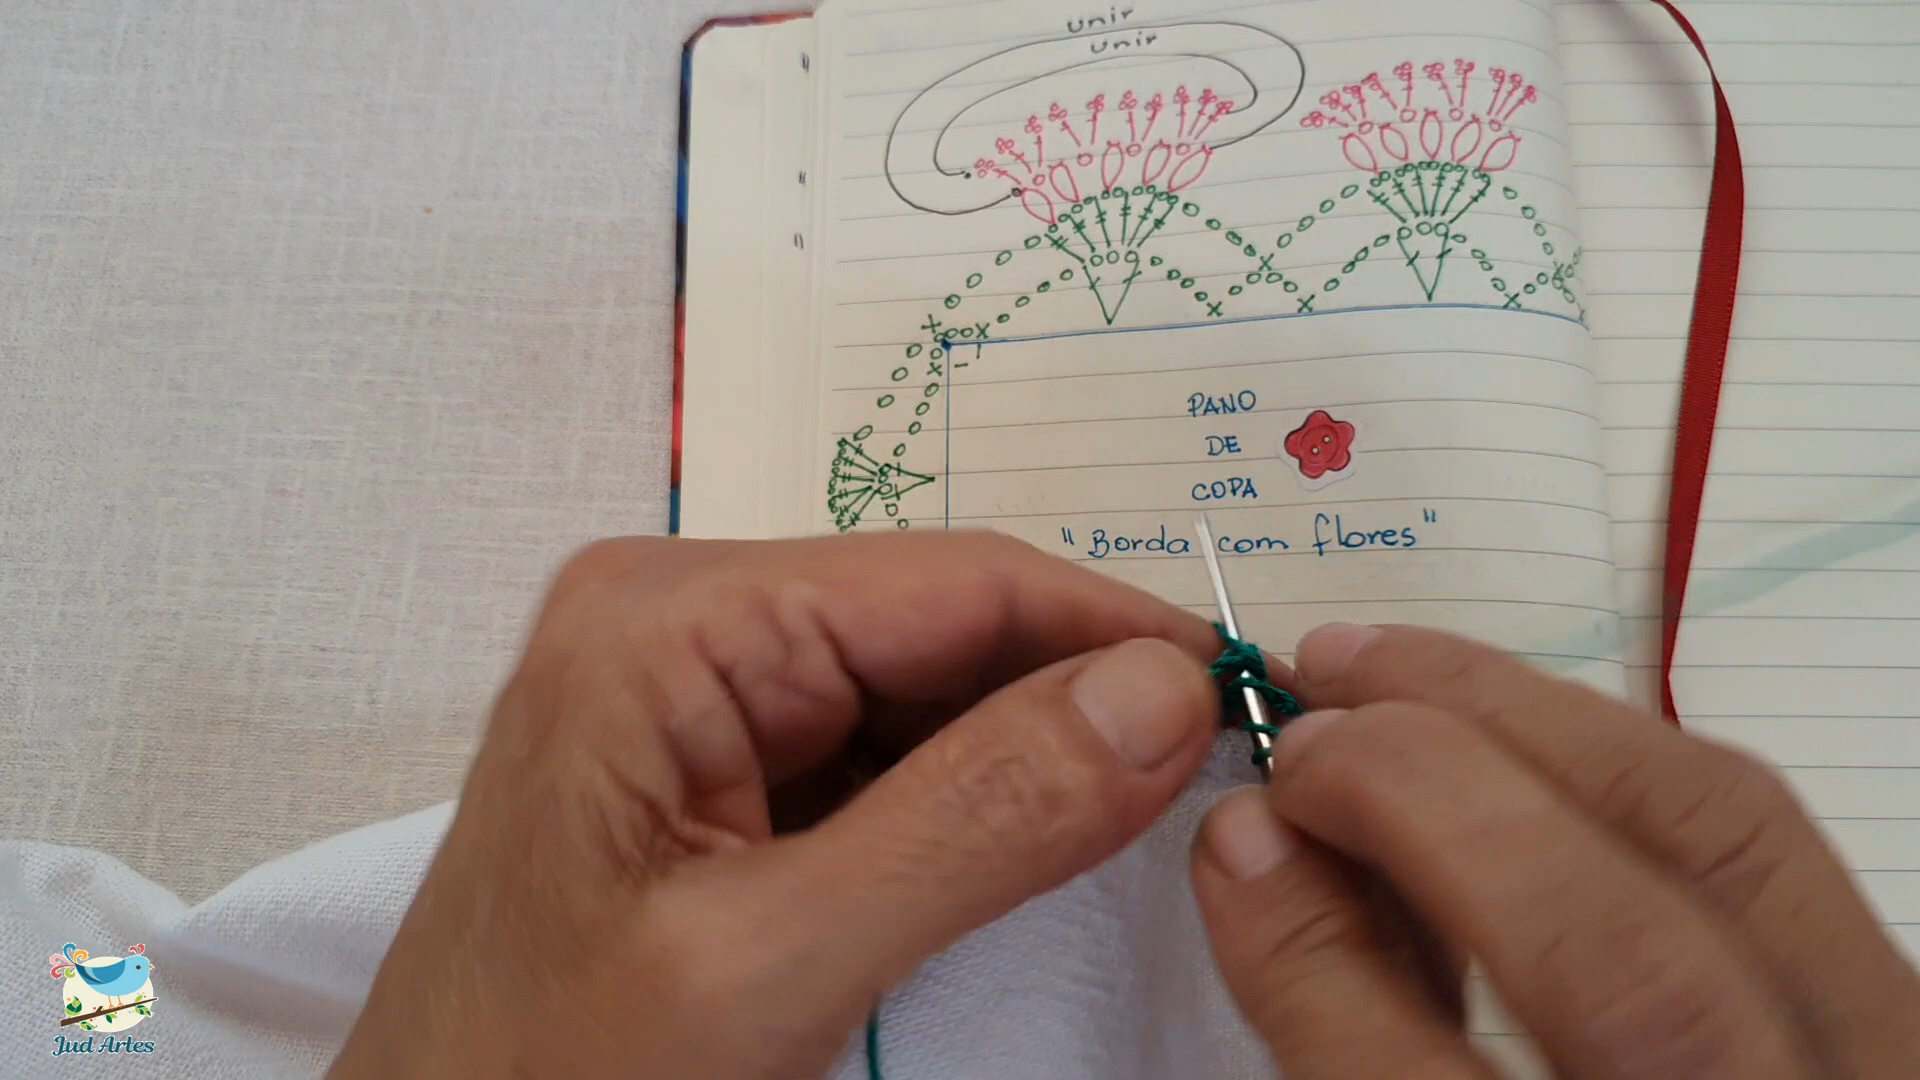 unir
unir
PANO
DE
COPA
"Borda com flores"
Jud Artes